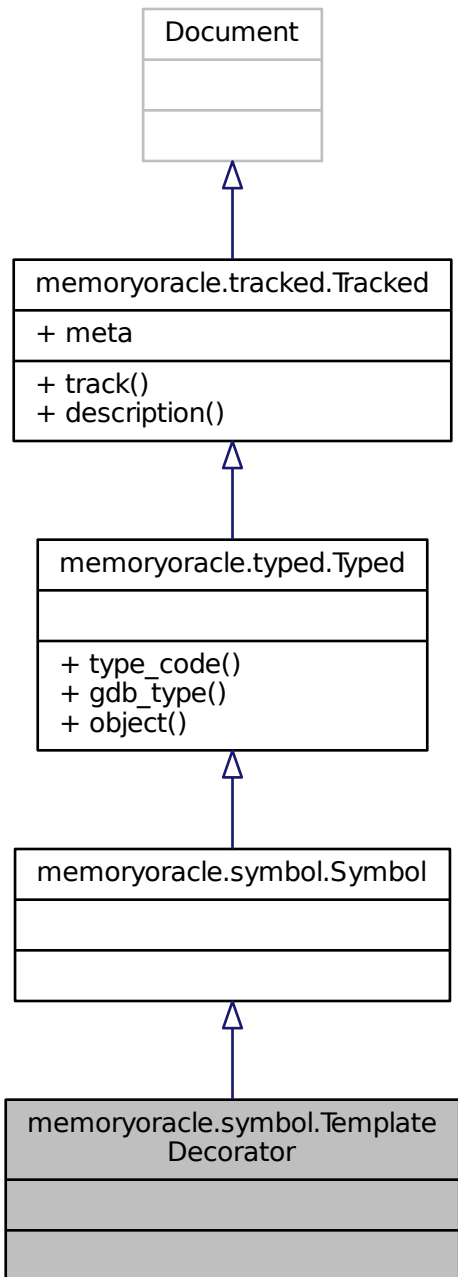 Document
memoryoracle.tracked.Tracked
+ meta
+ track()
+ description()
memoryoracle.typed.Typed
+ type_code()
+ gdb_type()
+ object()
memoryoracle.symbol.Symbol
memoryoracle.symbol.Template
Decorator